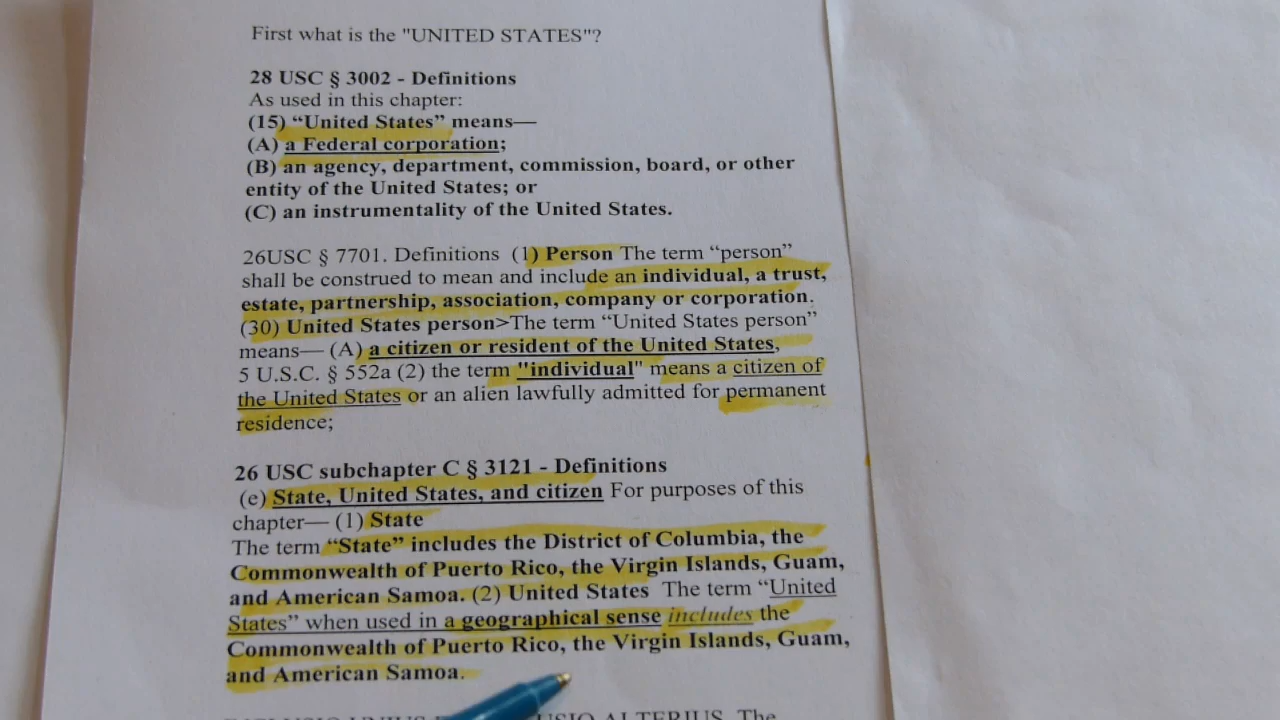 First what is the "UNITED STATES"?
28 USC § 3002 - Definitions
As used in this chapter:
(15) “United States” means—
(A) a Federal corporation;
(B) an agency, department, commission, board, or other
entity of the United States; or
(C) an instrumentality of the United States.
26USC § 7701. Definitions (1) Person The term “person”
shall be construed to mean and include an individual, a trust,
estate, partnership, association, company or corporation.
(30) United States person>The term “United States person”
means— (A) a citizen or resident of the United States,
5 U.S.C. § 552a (2) the term "individual" means a citizen of
the United States or an alien lawfully admitted for permanent
residence;
26 USC subchapter C § 3121 - Definitions
(e) State, United States, and citizen For purposes of this
chapter— (1) State
The term “State” includes the District of Columbia, the
Commonwealth of Puerto Rico, the Virgin Islands, Guam,
and American Samoa. (2) United States The term “United
States” when used in a geographical sense includes the
Commonwealth of Puerto Rico, the Virgin Islands, Guam,
and American Samoa.
ALTERIUS. The